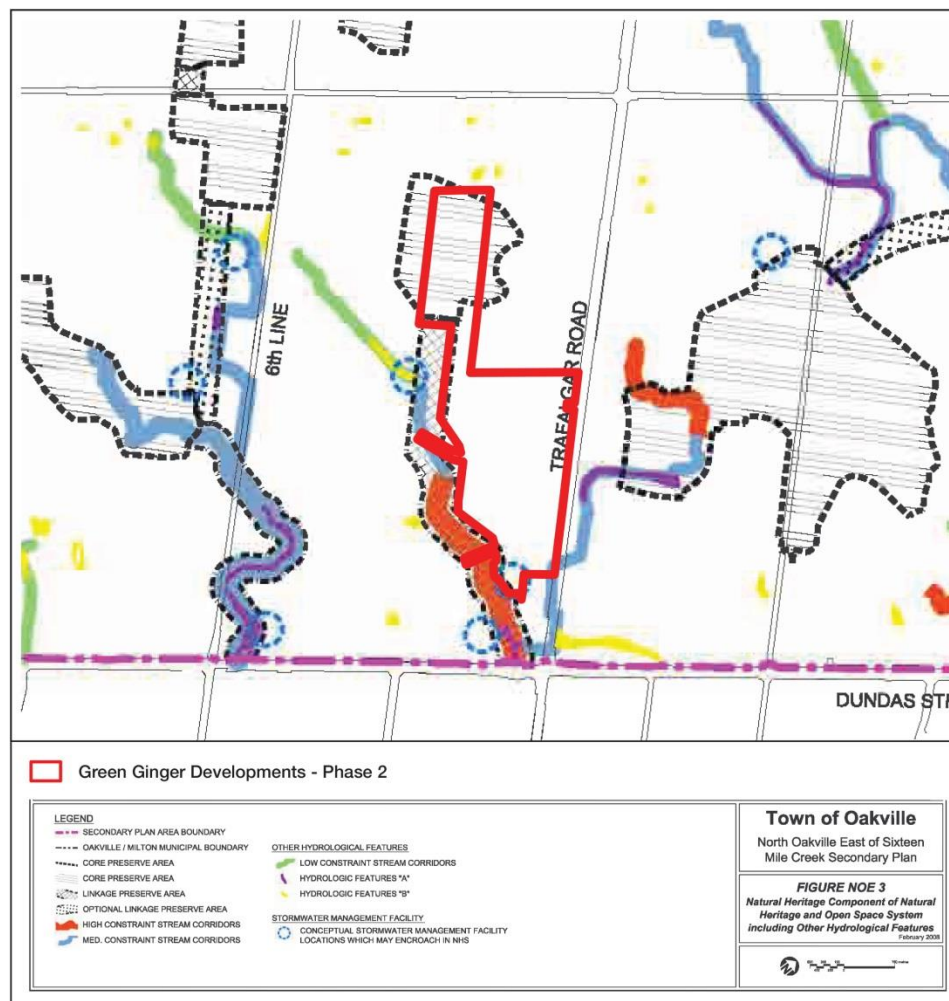 6th LINE
TRAFALGAR ROAD
DUNDAS STR
Green Ginger Developments - Phase 2
LEGEND
SECONDARY PLAN AREA BOUNDARY
OAKVILLE / MILTON MUNICIPAL BOUNDARY
CORE PRESERVE AREA
CORE PRESERVE AREA
LINKAGE PRESERVE AREA
OPTIONAL LINKAGE PRESERVE AREA
HIGH CONSTRAINT STREAM CORRIDORS
MED. CONSTRAINT STREAM CORRIDORS
OTHER HYDROLOGICAL FEATURES
LOW CONSTRAINT STREAM CORRIDORS
HYDROLOGIC FEATURES "A"
HYDROLOGIC FEATURES "B"
STORMWATER MANAGEMENT FACILITY
CONCEPTUAL STORMWATER MANAGEMENT FACILITY
LOCATIONS WHICH MAY ENCROACH IN NHS
Town of Oakville
North Oakville East of Sixteen
Mile Creek Secondary Plan
FIGURE NOE 3
Natural Heritage Component of Natural
Heritage and Open Space System
including Other Hydrological Features
February 2008